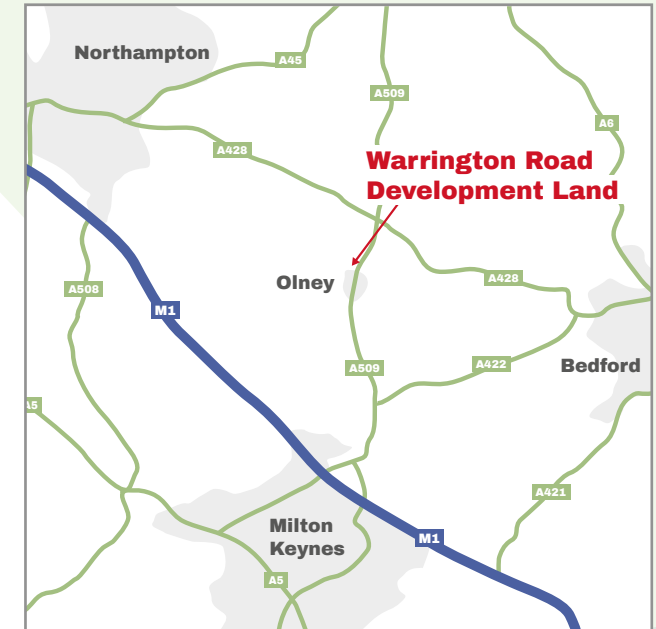 Northampton
A45
A509
A6
A428
Warrington Road
Development Land
Olney
A428
A508
M1
A509
A422
Bedford
A5
A421
Milton
Keynes
M1
A5